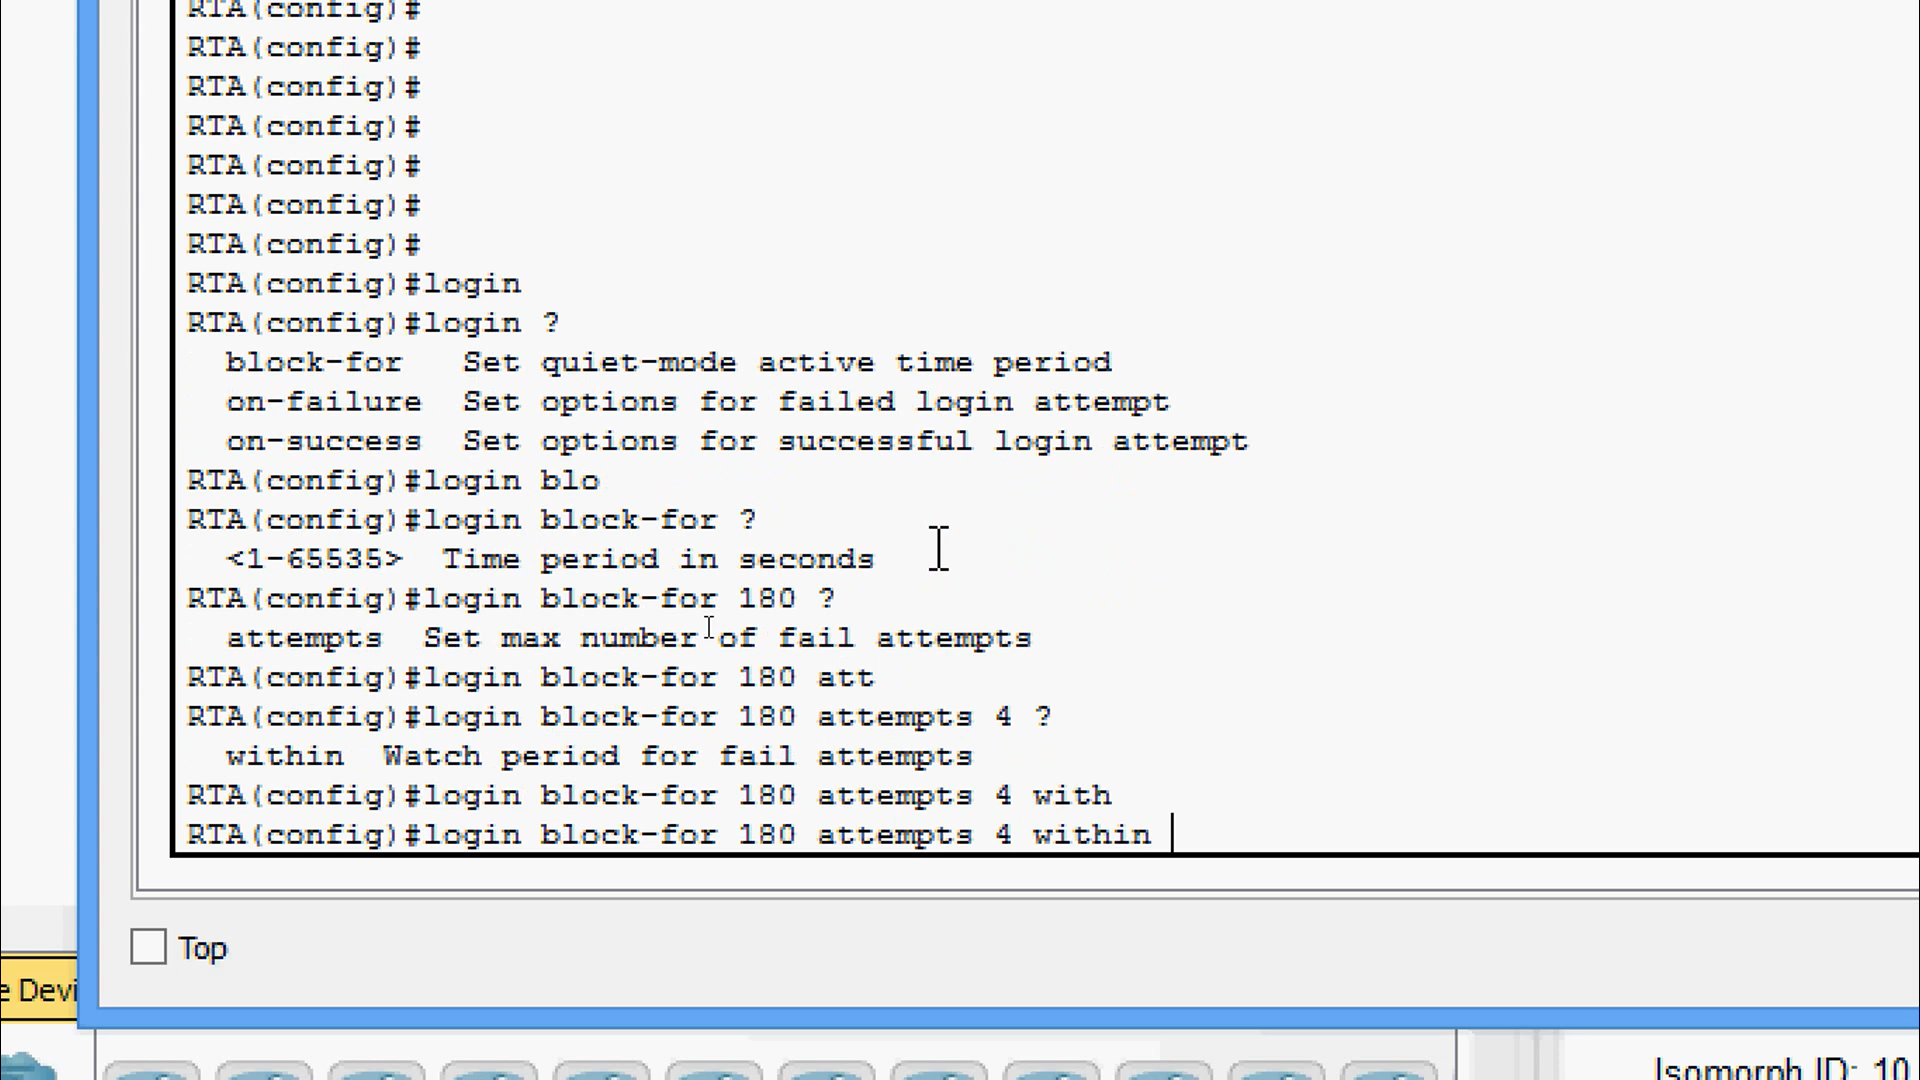 RTA(config)#
RTA(config)#
RTA(config)#
RTA(config)#
RTA(config)#
RTA(config)#
RTA(config)#
RTA(config)#login
RTA(config)#login ?
  block-for   Set quiet-mode active time period
  on-failure  Set options for failed login attempt
  on-success  Set options for successful login attempt
RTA(config)#login blo
RTA(config)#login block-for ?
  <1-65535>  Time period in seconds
RTA(config)#login block-for 180 ?
  attempts  Set max number of fail attempts
RTA(config)#login block-for 180 att
RTA(config)#login block-for 180 attempts 4 ?
  within  Watch period for fail attempts
RTA(config)#login block-for 180 attempts 4 with
RTA(config)#login block-for 180 attempts 4 within
Top
e Devi
Isomorph ID: 10